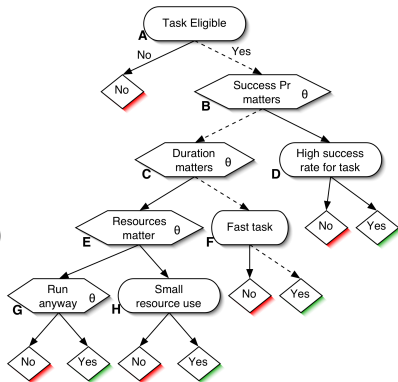 Task Eligible
A
No
Yes
No
Success Pr
matters
θ
B
Duration
matters
θ
C
High success
rate for task
D
Resources
matter
θ
E
Fast task
F
No
Yes
Run
anyway
θ
G
Small
resource use
H
No
Yes
No
Yes
No
Yes